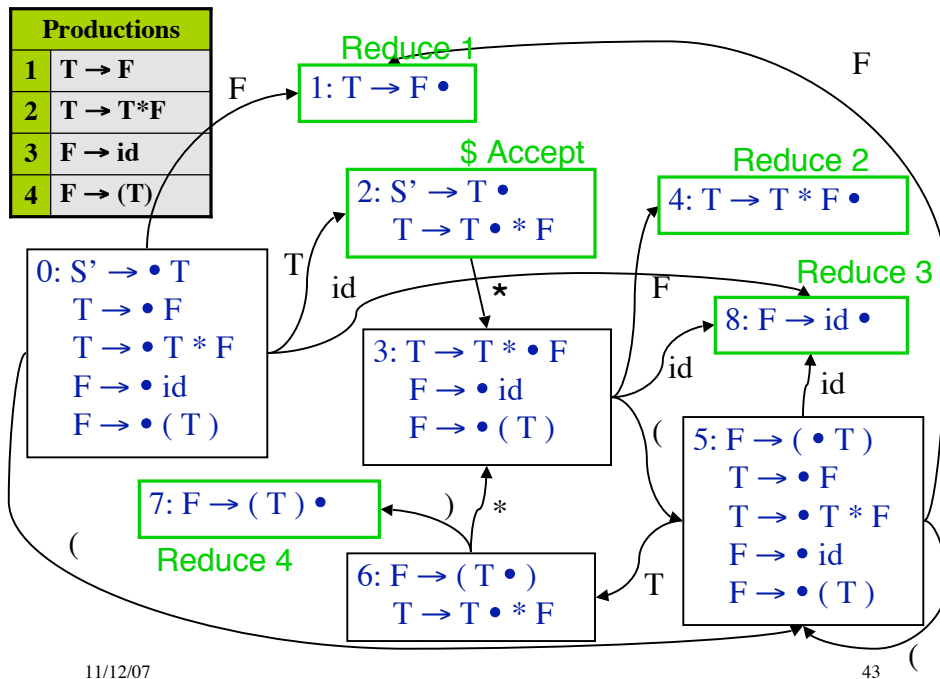 Productions
1 T → F
2 T → T*F
3 F → id
4 F → (T)
Reduce 1
1: T → F •
F
F
$ Accept
2: S’ → T •
T → T • * F
Reduce 2
4: T → T * F •
0: S’ → • T
T → • F
T → • T * F
F → • id
F → • ( T )
T
id
*
F
Reduce 3
8: F → id •
3: T → T * • F
F → • id
F → • ( T )
id
id
(
5: F → ( • T )
T → • F
T → • T * F
F → • id
F → • ( T )
7: F → ( T ) •
Reduce 4
)
*
(
6: F → ( T • )
T → T • * F
T
(
11/12/07
43